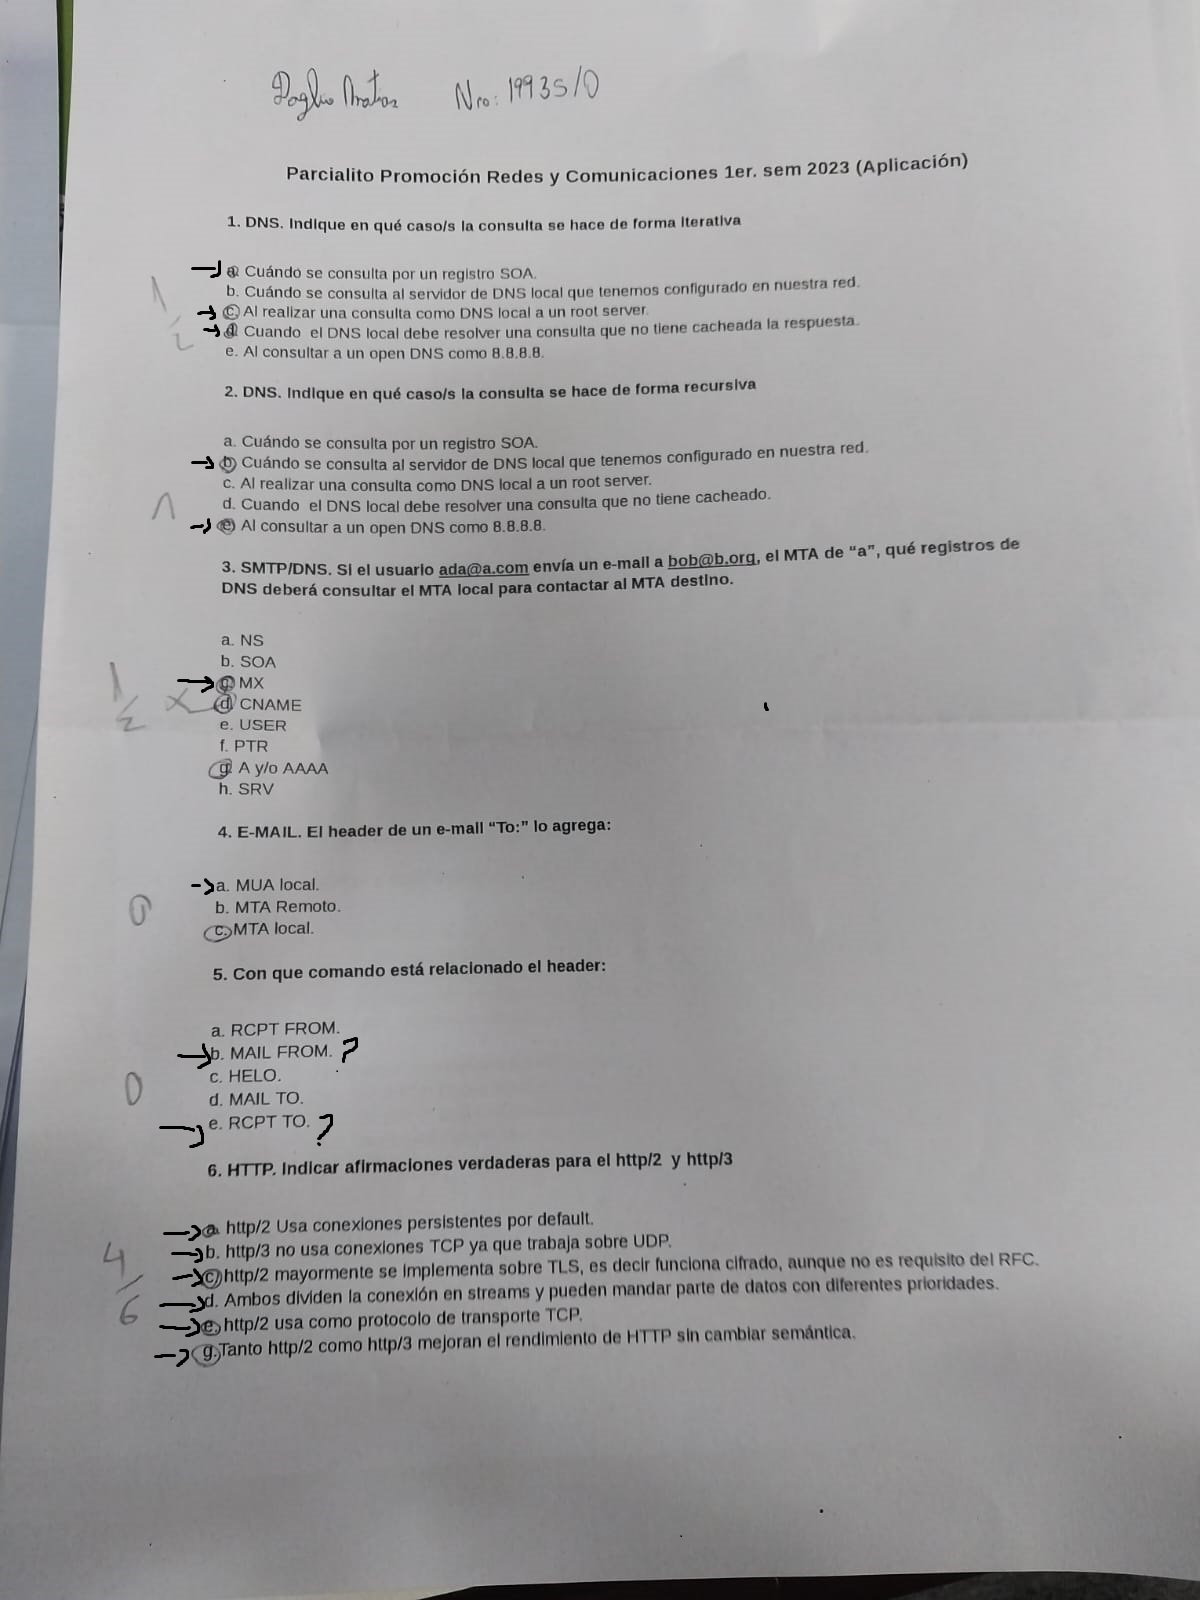 Nro: 19935/0
Parcialito Promoción Redes y Comunicaciones 1er. sem 2023 (Aplicación)
1. DNS. Indique en qué caso/s la consulta se hace de forma iterativa
a. Cuándo se consulta por un registro SOA.
b. Cuándo se consulta al servidor de DNS local que tenemos configurado en nuestra red.
c. Al realizar una consulta como DNS local a un root server.
d. Cuando el DNS local debe resolver una consulta que no tiene cacheada la respuesta.
e. Al consultar a un open DNS como 8.8.8.8.
1/2
2. DNS. Indique en qué caso/s la consulta se hace de forma recursiva
a. Cuándo se consulta por un registro SOA.
b. Cuándo se consulta al servidor de DNS local que tenemos configurado en nuestra red.
c. Al realizar una consulta como DNS local a un root server.
d. Cuando el DNS local debe resolver una consulta que no tiene cacheado.
e. Al consultar a un open DNS como 8.8.8.8.
1
3. SMTP/DNS. Si el usuario ada@a.com envía un e-mail a bob@b.org, el MTA de “a”, qué registros de
DNS deberá consultar el MTA local para contactar al MTA destino.
a. NS
b. SOA
c. MX
d. CNAME
e. USER
f. PTR
g. A y/o AAAA
h. SRV
1/2 X
4. E-MAIL. El header de un e-mail “To:” lo agrega:
a. MUA local.
b. MTA Remoto.
c. MTA local.
0
5. Con que comando está relacionado el header:
a. RCPT FROM.
b. MAIL FROM. ?
c. HELO.
d. MAIL TO.
e. RCPT TO. ?
0
6. HTTP. Indicar afirmaciones verdaderas para el http/2 y http/3
a. http/2 Usa conexiones persistentes por default.
b. http/3 no usa conexiones TCP ya que trabaja sobre UDP.
c. http/2 mayormente se implementa sobre TLS, es decir funciona cifrado, aunque no es requisito del RFC.
d. Ambos dividen la conexión en streams y pueden mandar parte de datos con diferentes prioridades.
e. http/2 usa como protocolo de transporte TCP.
g. Tanto http/2 como http/3 mejoran el rendimiento de HTTP sin cambiar semántica.
4/6